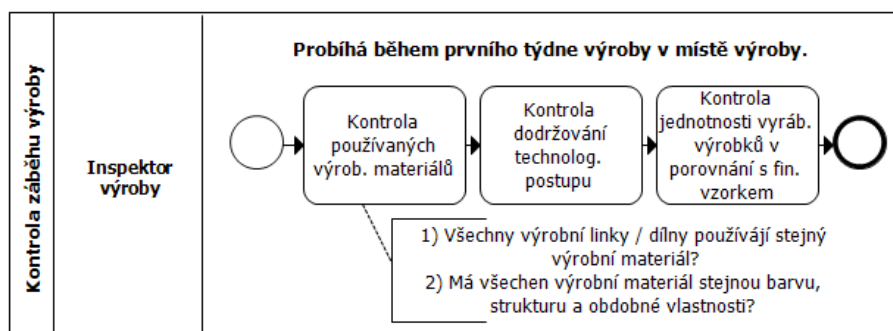 Kontrola záběhu výroby
Inspektor
výroby
Probíhá během prvního týdne výroby v místě výroby.
Kontrola
používaných
výrob. materiálů
Kontrola
dodržování
technolog.
postupu
Kontrola
jednotnosti vyráb.
výrobků v
porovnání s fin.
vzorkem
1) Všechny výrobní linky / dílny používájí stejný
výrobní materiál?
2) Má všechen výrobní materiál stejnou barvu,
strukturu a obdobné vlastnosti?